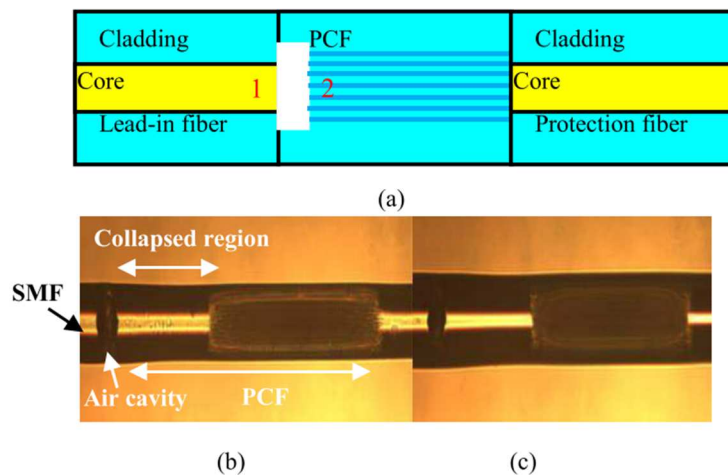 Cladding PCF Cladding
Core 1 2 Core
Lead-in fiber Protection fiber
(a)
Collapsed region
SMF
Air cavity PCF
(b) (c)